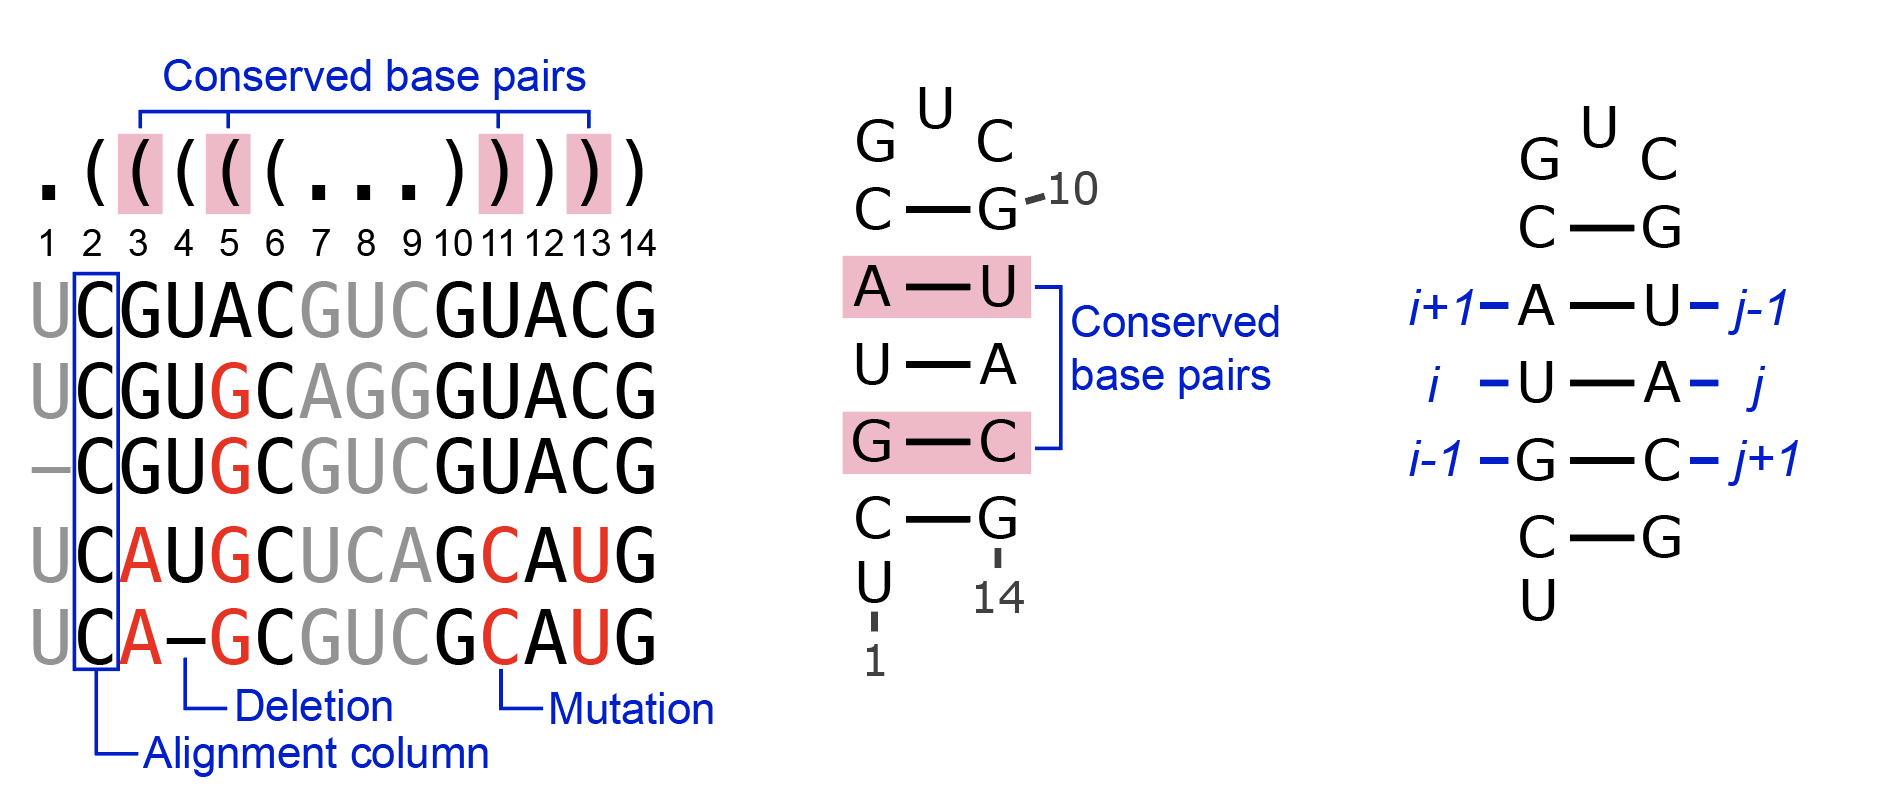 Conserved base pairs
.(((((...)))))
1 2 3 4 5 6 7 8 9 10 11 12 13 14
UCGUACGUCGUACG
UCGUGCAGGGUACG
–CGUGCGUCGUACG
UCAUGCUCAGCAUG
UCA–GCGUCGCAUG
Deletion
Mutation
Alignment column
U
G C
C G 10
A U
U A
G C
C G
U 14
1
Conserved
base pairs
U
G C
C G
i+1 A U j-1
i U A j
i-1 G C j+1
C G
U